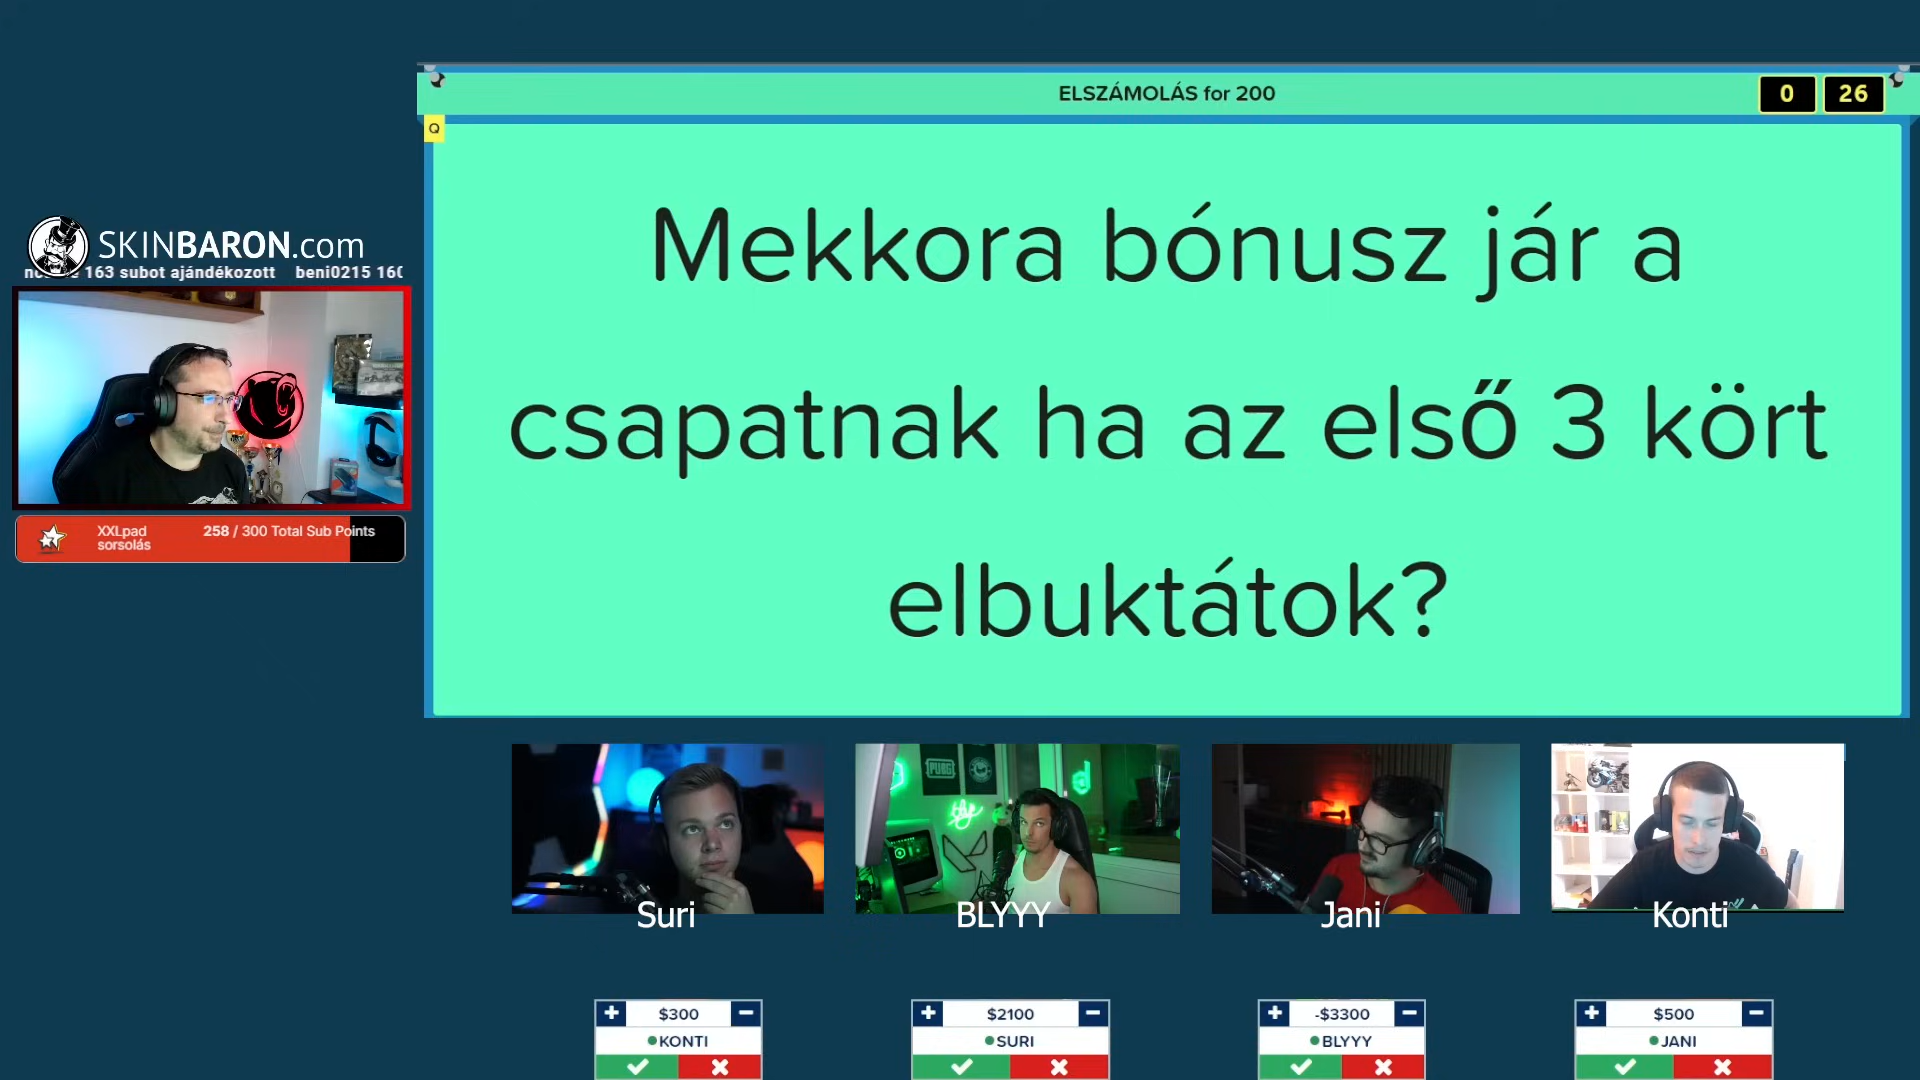 ELSZÁMOLÁS for 200
0 26
Q
Mekkora bónusz jár a
csapatnak ha az első 3 kört
elbuktátok?
SKINBARON.com
163 subot ajándékozott beni0215
XXLpad
sorsolás
258 / 300 Total Sub Points
PUBG
Suri
BLYYY
Jani
Konti
+ $300 −
KONTI
+ $2100 −
SURI
+ -$3300 −
BLYYY
+ $500 −
JANI